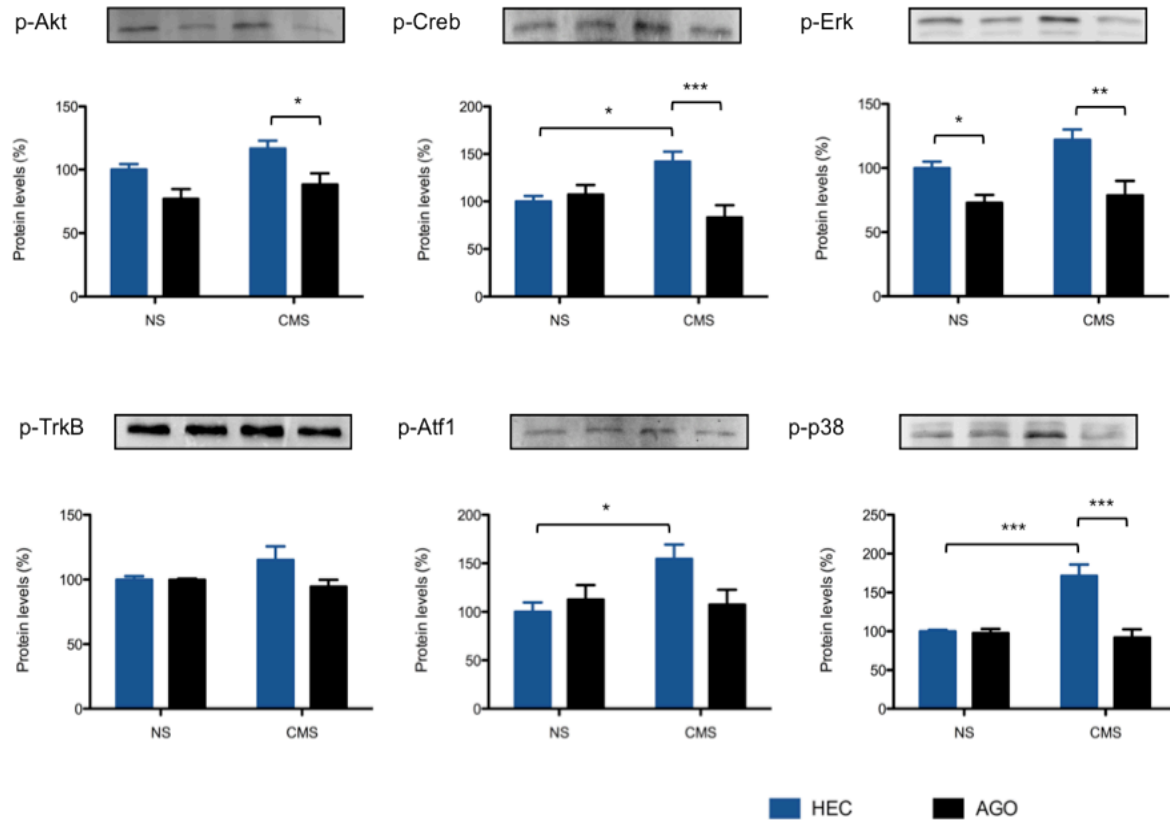 p-Akt
p-Creb
p-Erk
*
*
***
*
**
Protein levels (%)
150
100
50
0
NS
CMS
Protein levels (%)
200
150
100
50
0
NS
CMS
Protein levels (%)
150
100
50
0
NS
CMS
p-TrkB
p-Atf1
p-p38
*
***
***
Protein levels (%)
150
100
50
0
NS
CMS
Protein levels (%)
200
150
100
50
0
NS
CMS
Protein levels (%)
250
200
150
100
50
0
NS
CMS
HEC
AGO